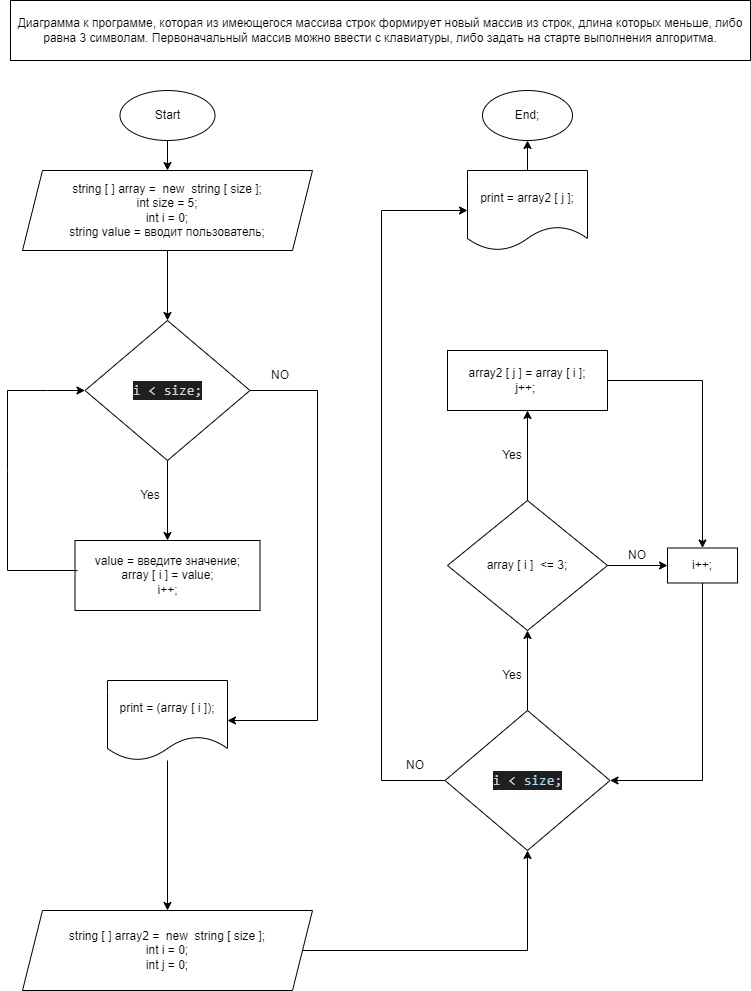 Диаграмма к программе, которая из имеющегося массива строк формирует новый массив из строк, длина которых меньше, либо
равна 3 символам. Первоначальный массив можно ввести с клавиатуры, либо задать на старте выполнения алгоритма.
Start
string [ ] array = new string [ size ];
int size = 5;
int i = 0;
string value = вводит пользователь;
i < size;
NO
Yes
value = введите значение;
array [ i ] = value;
i++;
print = (array [ i ]);
string [ ] array2 = new string [ size ];
int i = 0;
int j = 0;
End;
print = array2 [ j ];
array2 [ j ] = array [ i ];
j++;
Yes
array [ i ] <= 3;
NO
i++;
Yes
i < size;
NO